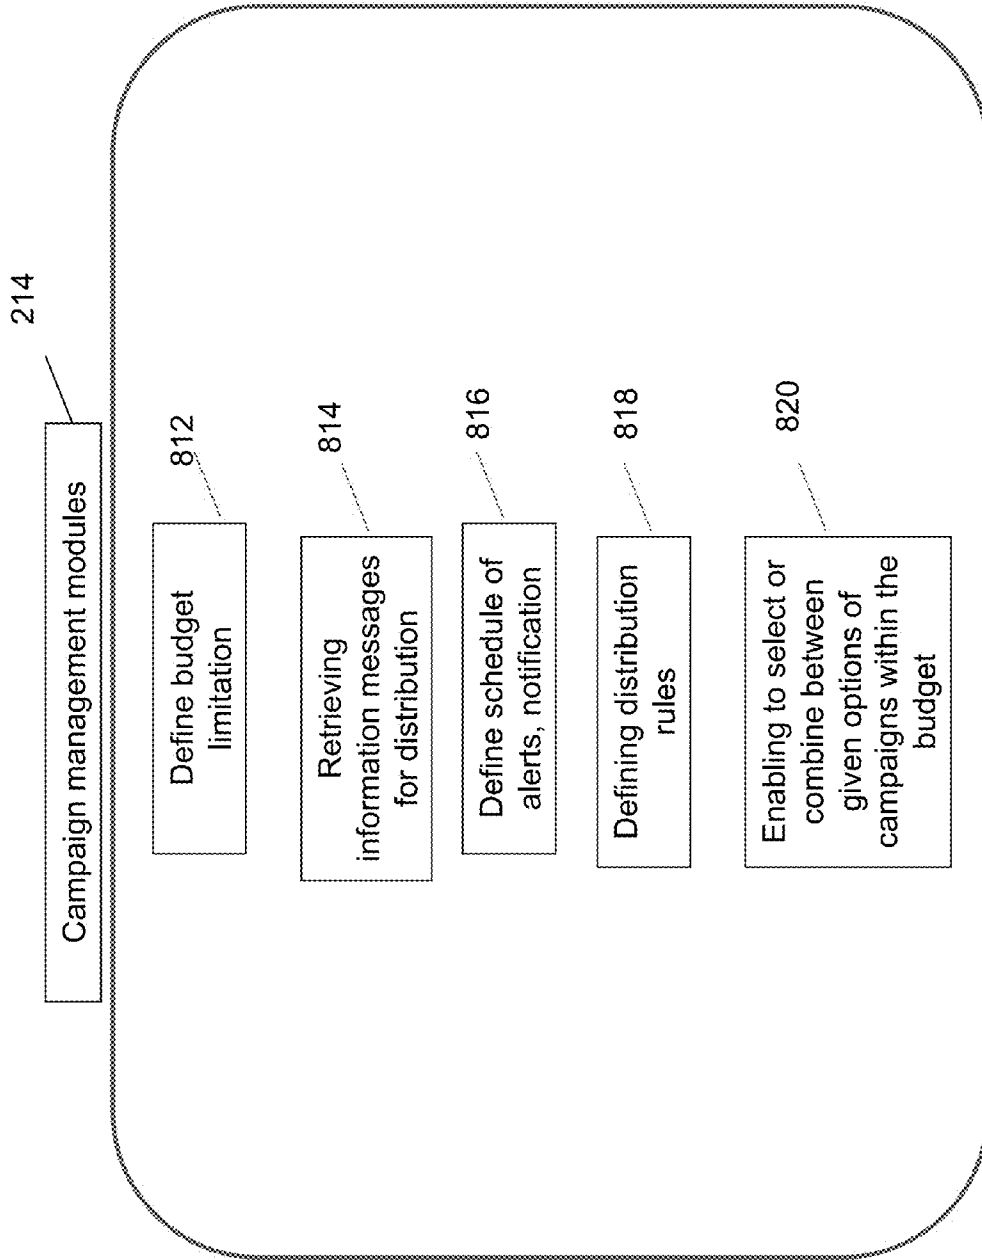 214
Campaign management modules
812
Define budget
limitation
814
Retrieving
information messages
for distribution
816
Define schedule of
alerts, notification
818
Defining distribution
rules
820
Enabling to select or
combine between
given options of
campaigns within the
budget